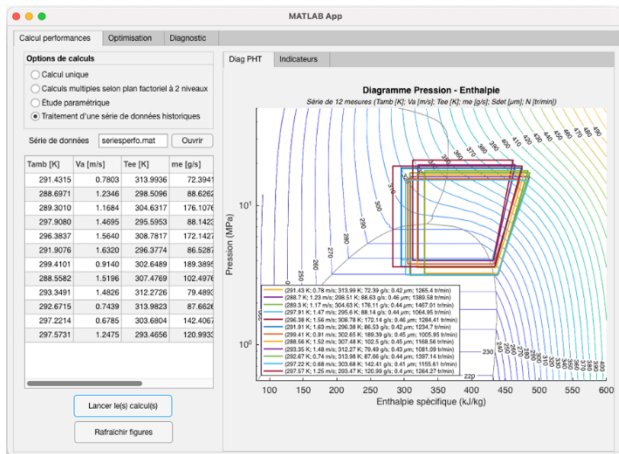 MATLAB App
Calcul performances Optimisation Diagnostic
Options de calculs
Calcul unique
Calculs multiples selon plan factoriel à 2 niveaux
Étude paramétrique
Traitement d'une série de données historiques
Série de données seriesperfo.mat Ouvrir
Tamb [K] Va [m/s] Tee [K] me [g/s]
291.4315 0.7803 313.9936 72.3941
288.6971 1.2346 298.5096 88.6262
289.3010 1.1684 304.6317 176.1076
297.9080 1.4695 295.5953 88.1423
296.3837 1.5640 308.7817 172.1427
291.9076 1.6320 296.3774 86.5287
299.4101 0.9140 302.6489 189.3895
288.5582 1.5196 307.4769 102.4976
293.3491 1.4826 312.2726 79.4893
292.6715 0.7439 313.9823 87.6626
297.2214 0.6785 303.6804 142.4067
297.5731 1.2475 293.4656 120.9933
Lancer le(s) calcul(s)
Rafraîchir figures
Diag PHT Indicateurs
Diagramme Pression - Enthalpie
Série de 12 mesures (Tamb [K]; Va [m/s]; Tee [K]; me [g/s]; Sdet [µm]; N [tr/min])
Pression (MPa)
10¹
10⁰
(291.43 K; 0.78 m/s; 313.99 K; 72.39 g/s; 0.42 µm; 1265.4 tr/min)
(288.7 K; 1.23 m/s; 298.51 K; 88.63 g/s; 0.46 µm; 1389.58 tr/min)
(289.3 K; 1.17 m/s; 304.63 K; 176.11 g/s; 0.44 µm; 1467.01 tr/min)
(297.91 K; 1.47 m/s; 295.6 K; 88.14 g/s; 0.44 µm; 1064.95 tr/min)
(296.38 K; 1.56 m/s; 308.78 K; 172.14 g/s; 0.46 µm; 1284.41 tr/min)
(291.91 K; 1.63 m/s; 296.38 K; 86.53 g/s; 0.42 µm; 1234.7 tr/min)
(299.41 K; 0.91 m/s; 302.65 K; 189.39 g/s; 0.45 µm; 1005.95 tr/min)
(288.56 K; 1.52 m/s; 307.48 K; 102.5 g/s; 0.45 µm; 1168.56 tr/min)
(293.35 K; 1.48 m/s; 312.27 K; 79.49 g/s; 0.43 µm; 1081.09 tr/min)
(292.67 K; 0.74 m/s; 313.98 K; 87.66 g/s; 0.44 µm; 1397.14 tr/min)
(297.22 K; 0.68 m/s; 303.68 K; 142.41 g/s; 0.41 µm; 1155.61 tr/min)
(297.57 K; 1.25 m/s; 293.47 K; 120.99 g/s; 0.4 µm; 1264.27 tr/min)
230
220
100 150 200 250 300 350 400 450 500 550 600
Enthalpie spécifique (kJ/kg)